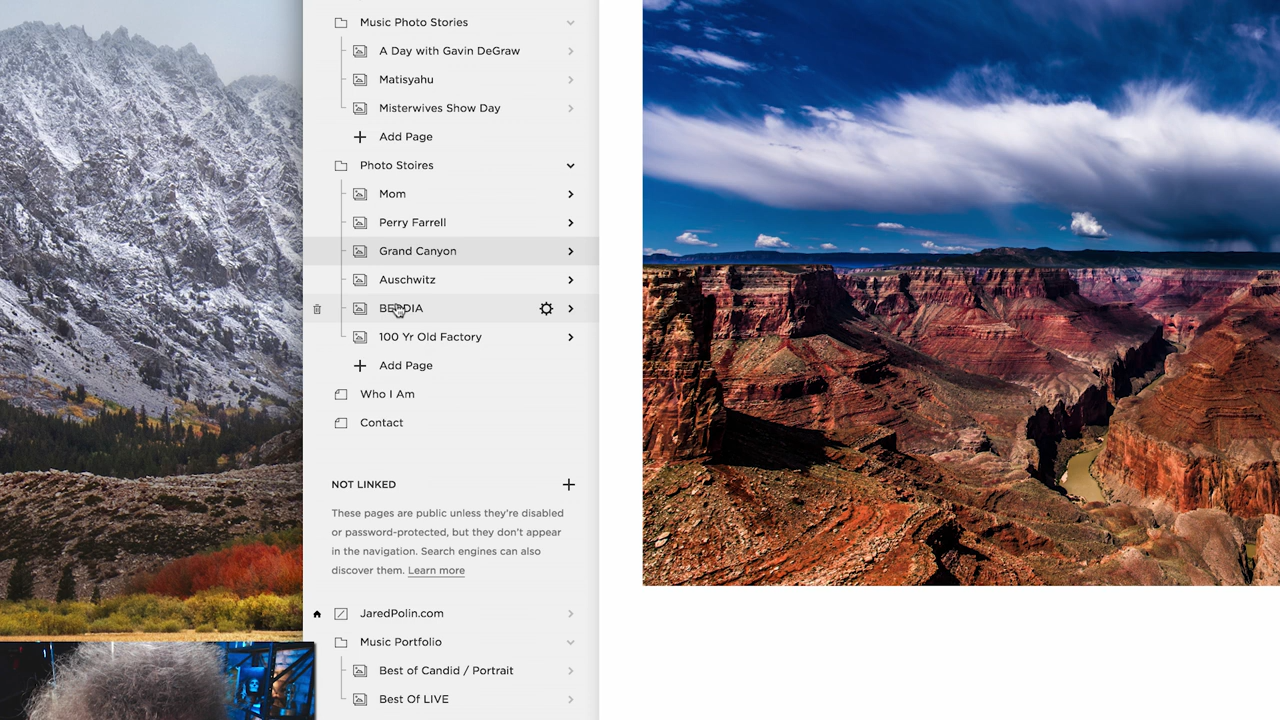 Music Photo Stories
A Day with Gavin DeGraw
Matisyahu
Misterwives Show Day
Add Page
Photo Stoires
Mom
Perry Farrell
Grand Canyon
Auschwitz
100 Yr Old Factory
Add Page
Who I Am
Contact
NOT LINKED
These pages are public unless they're disabled
or password-protected, but they don't appear
in the navigation. Search engines can also
discover them. Learn more
JaredPolin.com
Music Portfolio
Best of Candid / Portrait
Best Of LIVE